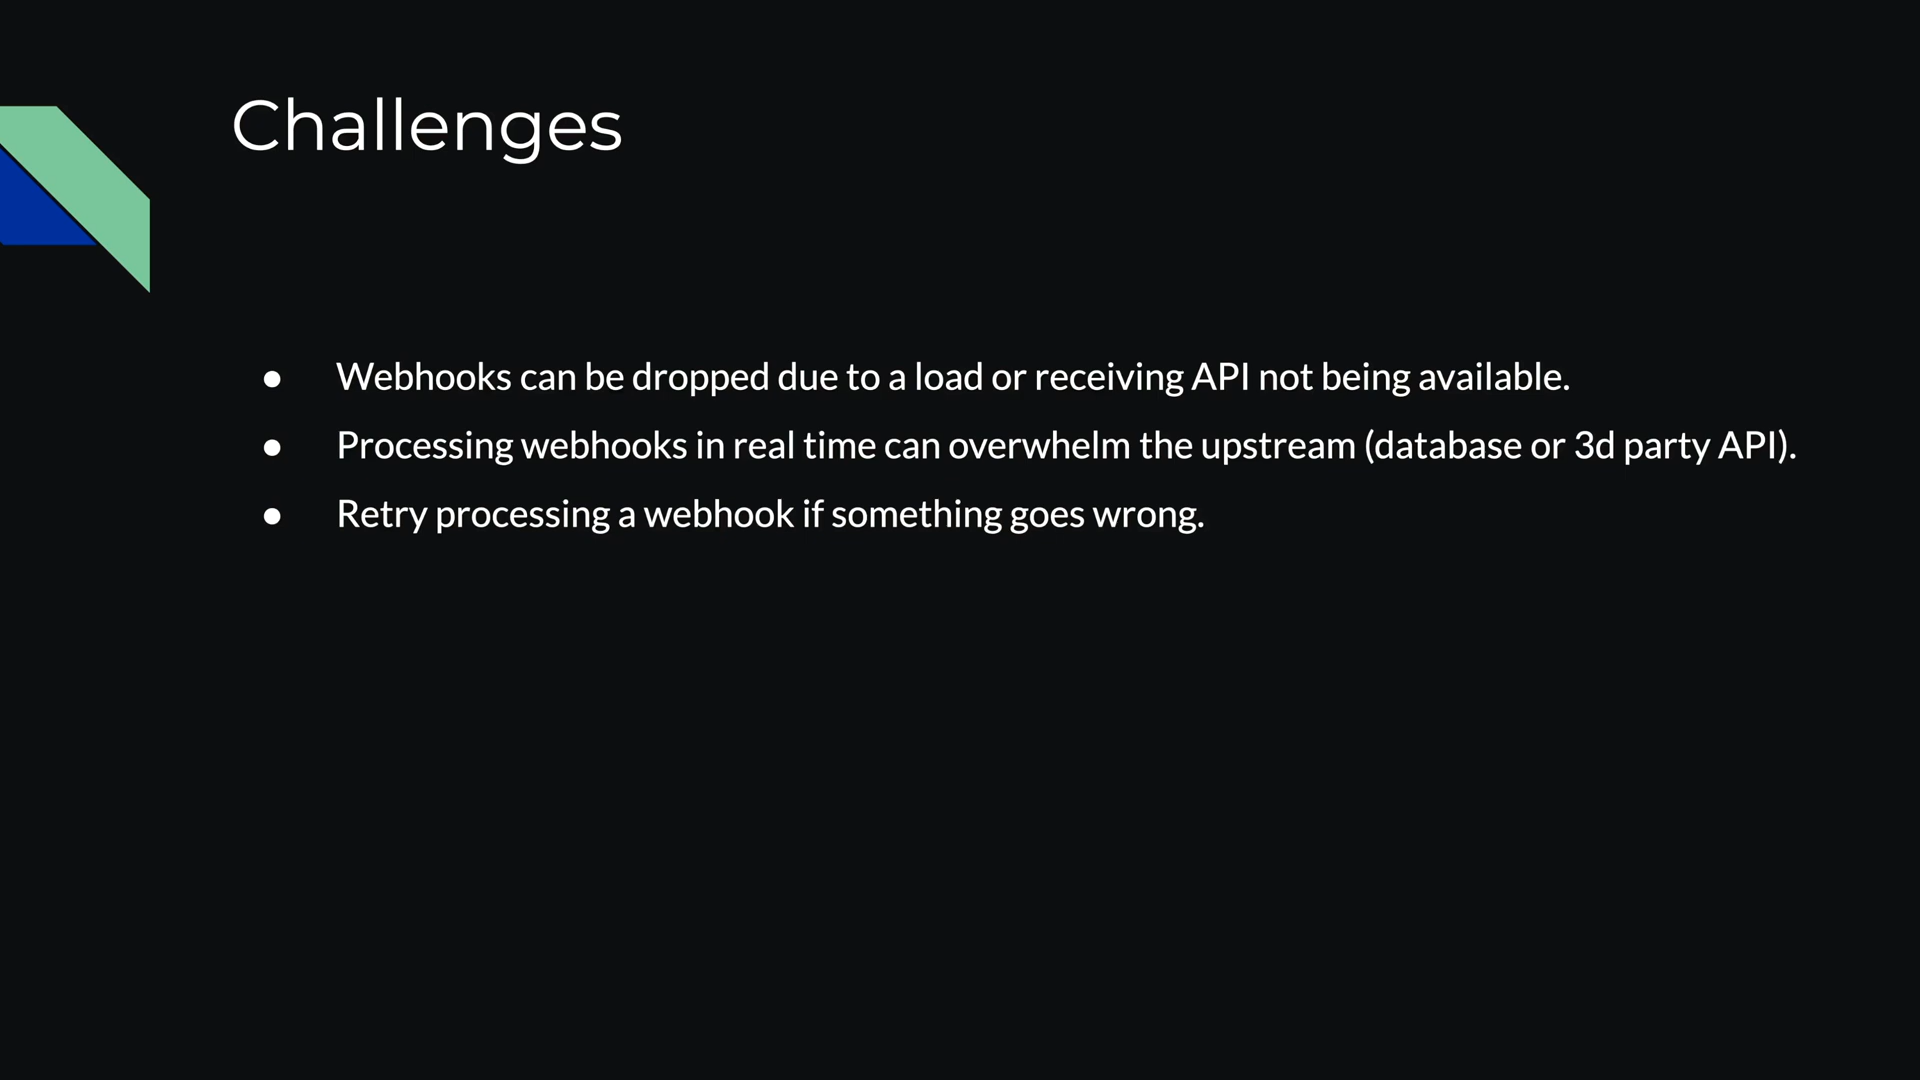 Challenges
● Webhooks can be dropped due to a load or receiving API not being available.
● Processing webhooks in real time can overwhelm the upstream (database or 3d party API).
● Retry processing a webhook if something goes wrong.